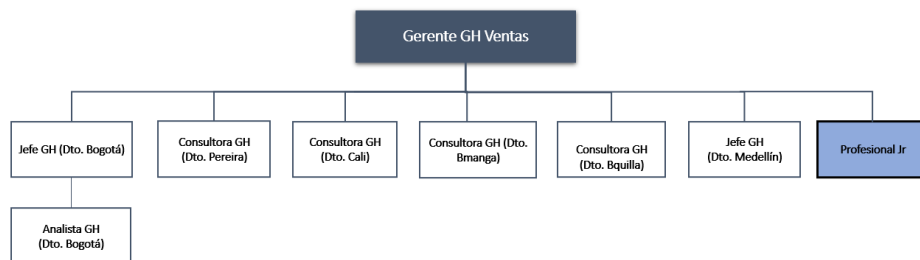 Gerente GH Ventas
Jefe GH (Dto. Bogotá)
Consultora GH
(Dto. Pereira)
Consultora GH
(Dto. Cali)
Consultora GH (Dto.
Bmanga)
Consultora GH
(Dto. Bquilla)
Jefe GH
(Dto. Medellín)
Profesional Jr
Analista GH
(Dto. Bogotá)